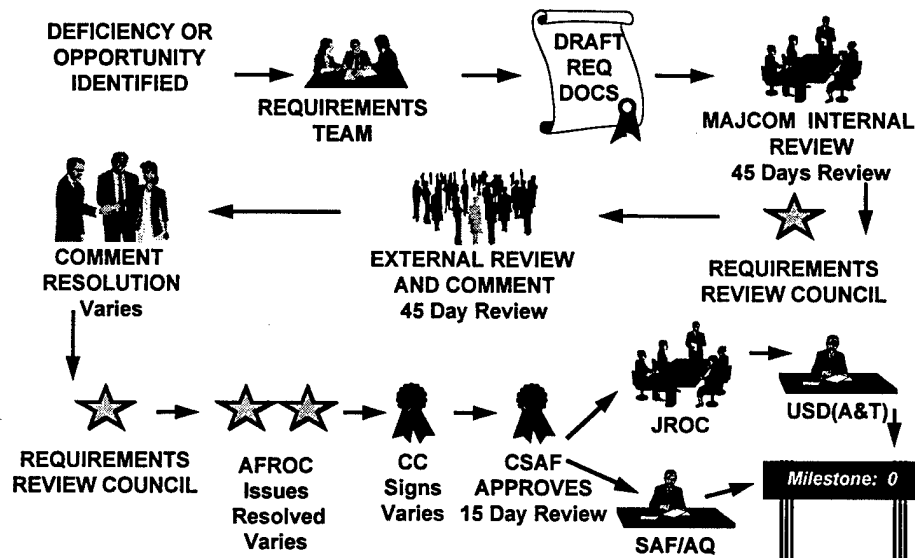 DEFICIENCY OR
OPPORTUNITY
IDENTIFIED
REQUIREMENTS
TEAM
DRAFT
REQ
DOCS
MAJCOM INTERNAL
REVIEW
45 Days Review
REQUIREMENTS
REVIEW COUNCIL
EXTERNAL REVIEW
AND COMMENT
45 Day Review
COMMENT
RESOLUTION
Varies
REQUIREMENTS
REVIEW COUNCIL
AFROC
Issues
Resolved
Varies
CC
Signs
Varies
CSAF
APPROVES
15 Day Review
JROC
USD(A&T)
SAF/AQ
Milestone: 0